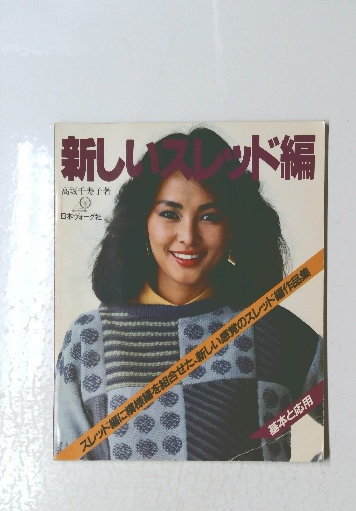 新しいスレッド編
高坂千寿子著
日本ヴォーグ社
スレッド編に模様編を組合せた、新しい感覚のスレッド編作品集
基本と応用